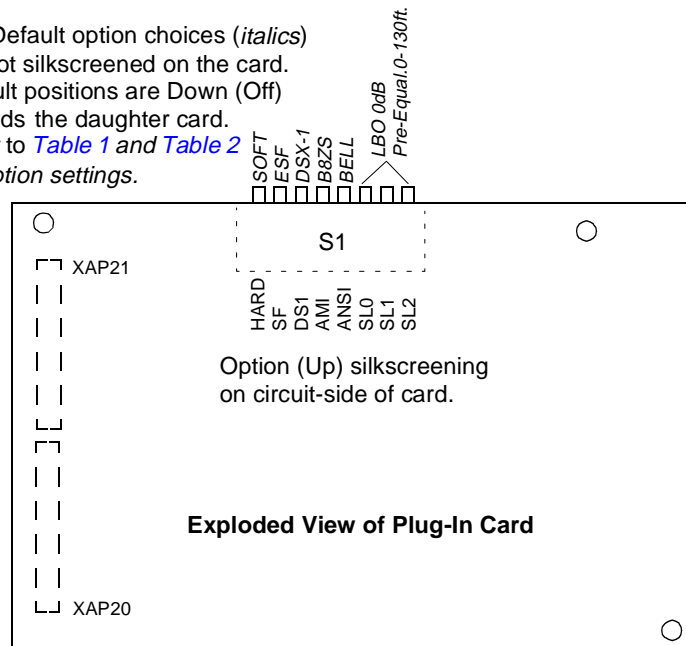 Default option choices (italics)
ot silkscreened on the card.
ult positions are Down (Off)
ds the daughter card.
to Table 1 and Table 2
tion settings.
SOFT
ESF
DSX-1
B8ZS
BELL
LBO 0dB
Pre-Equal.0-130ft.
S1
XAP21
HARD
SF
DS1
AMI
ANSI
SL0
SL1
SL2
Option (Up) silkscreening
on circuit-side of card.
Exploded View of Plug-In Card
XAP20